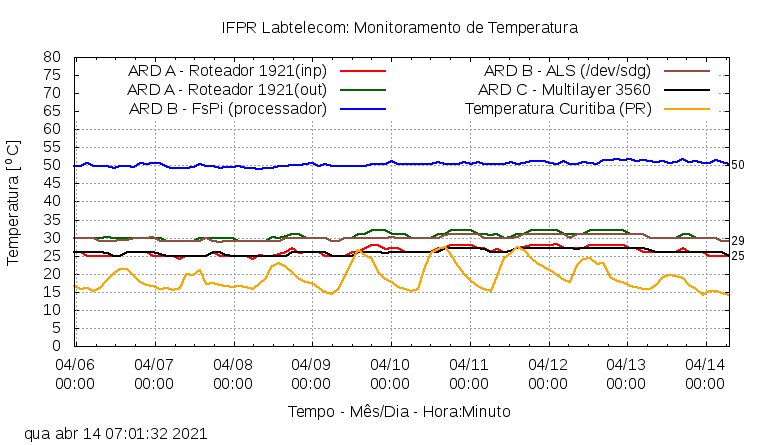 IFPR Labtelecom: Monitoramento de Temperatura
Temperatura [ ºC]
80
75
70
65
60
55
50
45
40
35
30
25
20
15
10
5
0
ARD A - Roteador 1921(inp)
ARD A - Roteador 1921(out)
ARD B - FsPi (processador)
ARD B - ALS (/dev/sdg)
ARD C - Multilayer 3560
Temperatura Curitiba (PR)
50
29
25
04/06 04/07 04/08 04/09 04/10 04/11 04/12 04/13 04/14
00:00 00:00 00:00 00:00 00:00 00:00 00:00 00:00 00:00
Tempo - Mês/Dia - Hora:Minuto
qua abr 14 07:01:32 2021